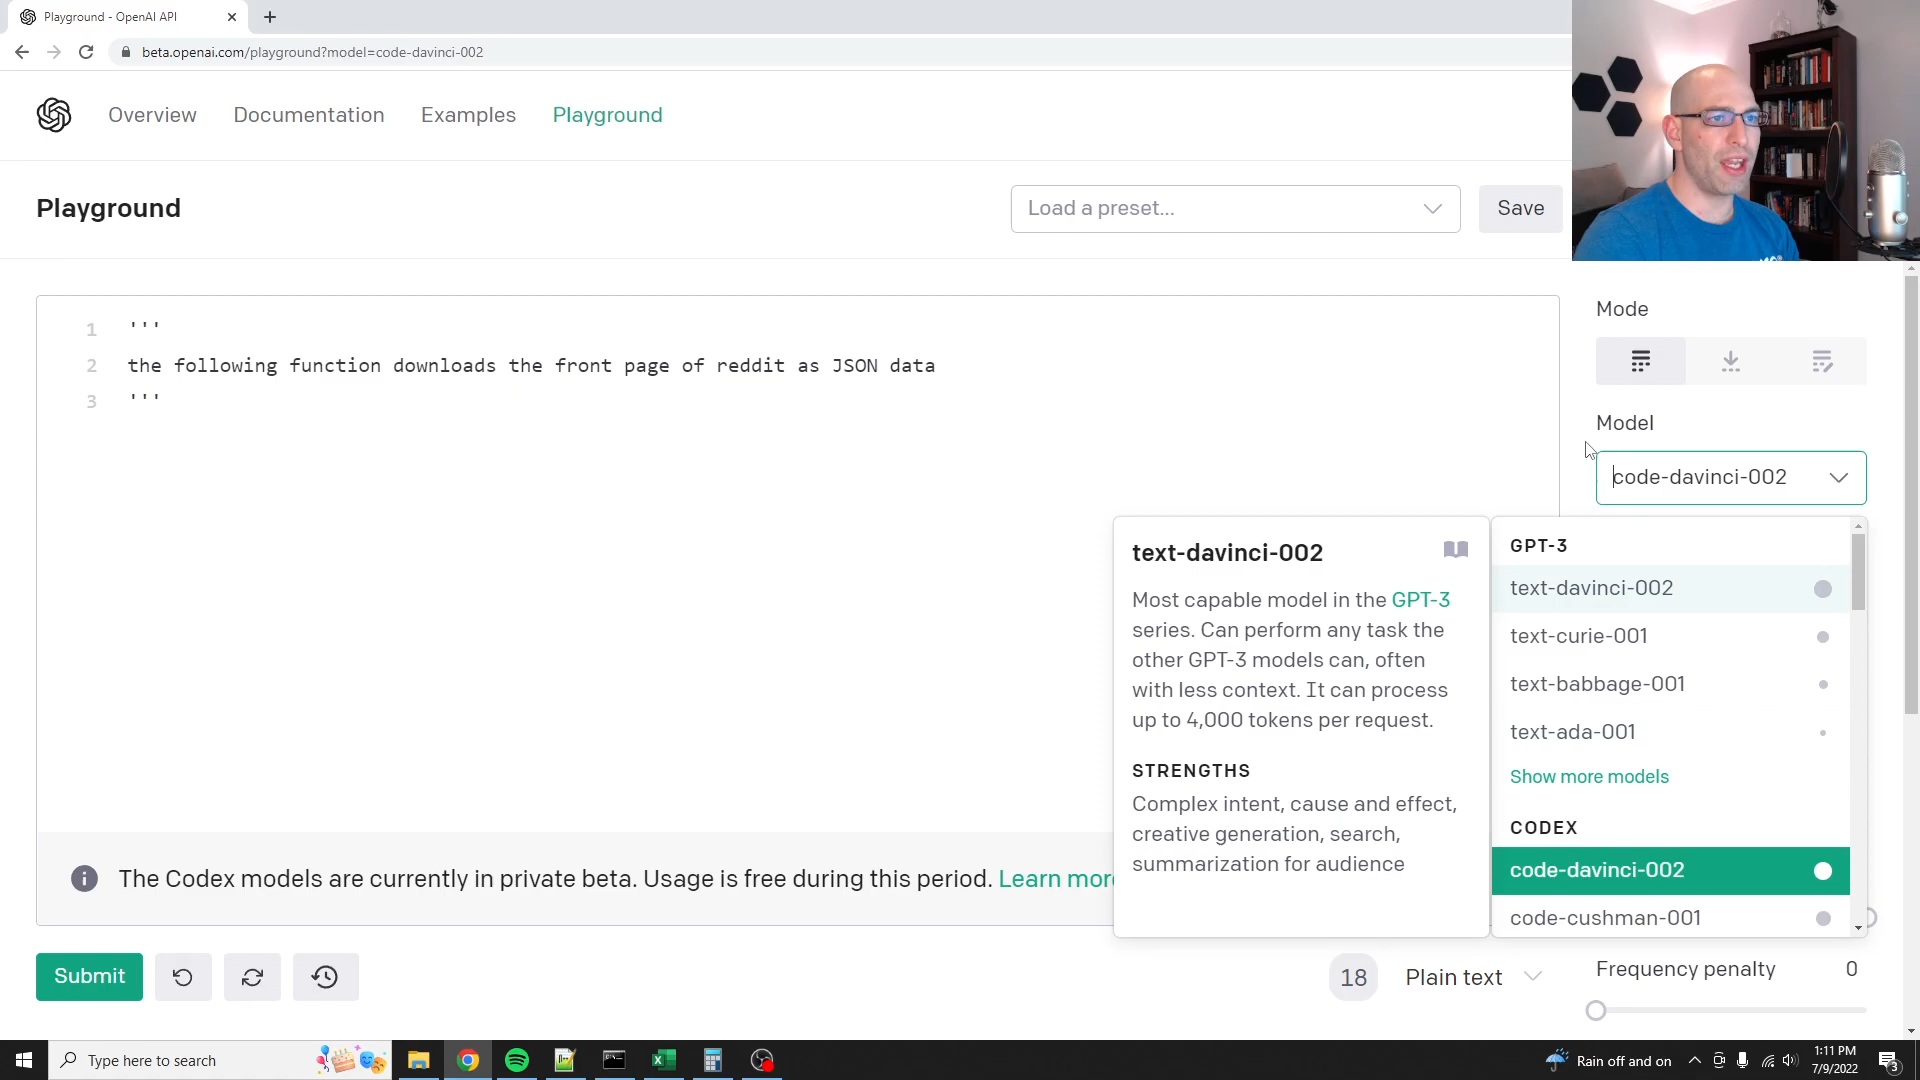 Playground - OpenAI API
beta.openai.com/playground?model=code-davinci-002
Overview
Documentation
Examples
Playground
Playground
Load a preset...
Save
1 '''
2 the following function downloads the front page of reddit as JSON data
3 '''
Mode
Model
code-davinci-002
text-davinci-002
Most capable model in the GPT-3
series. Can perform any task the
other GPT-3 models can, often
with less context. It can process
up to 4,000 tokens per request.
STRENGTHS
Complex intent, cause and effect,
creative generation, search,
summarization for audience
GPT-3
text-davinci-002
text-curie-001
text-babbage-001
text-ada-001
Show more models
CODEX
code-davinci-002
code-cushman-001
The Codex models are currently in private beta. Usage is free during this period. Learn more
Submit
18
Plain text
Frequency penalty 0
Type here to search
Rain off and on
1:11 PM
7/9/2022
3